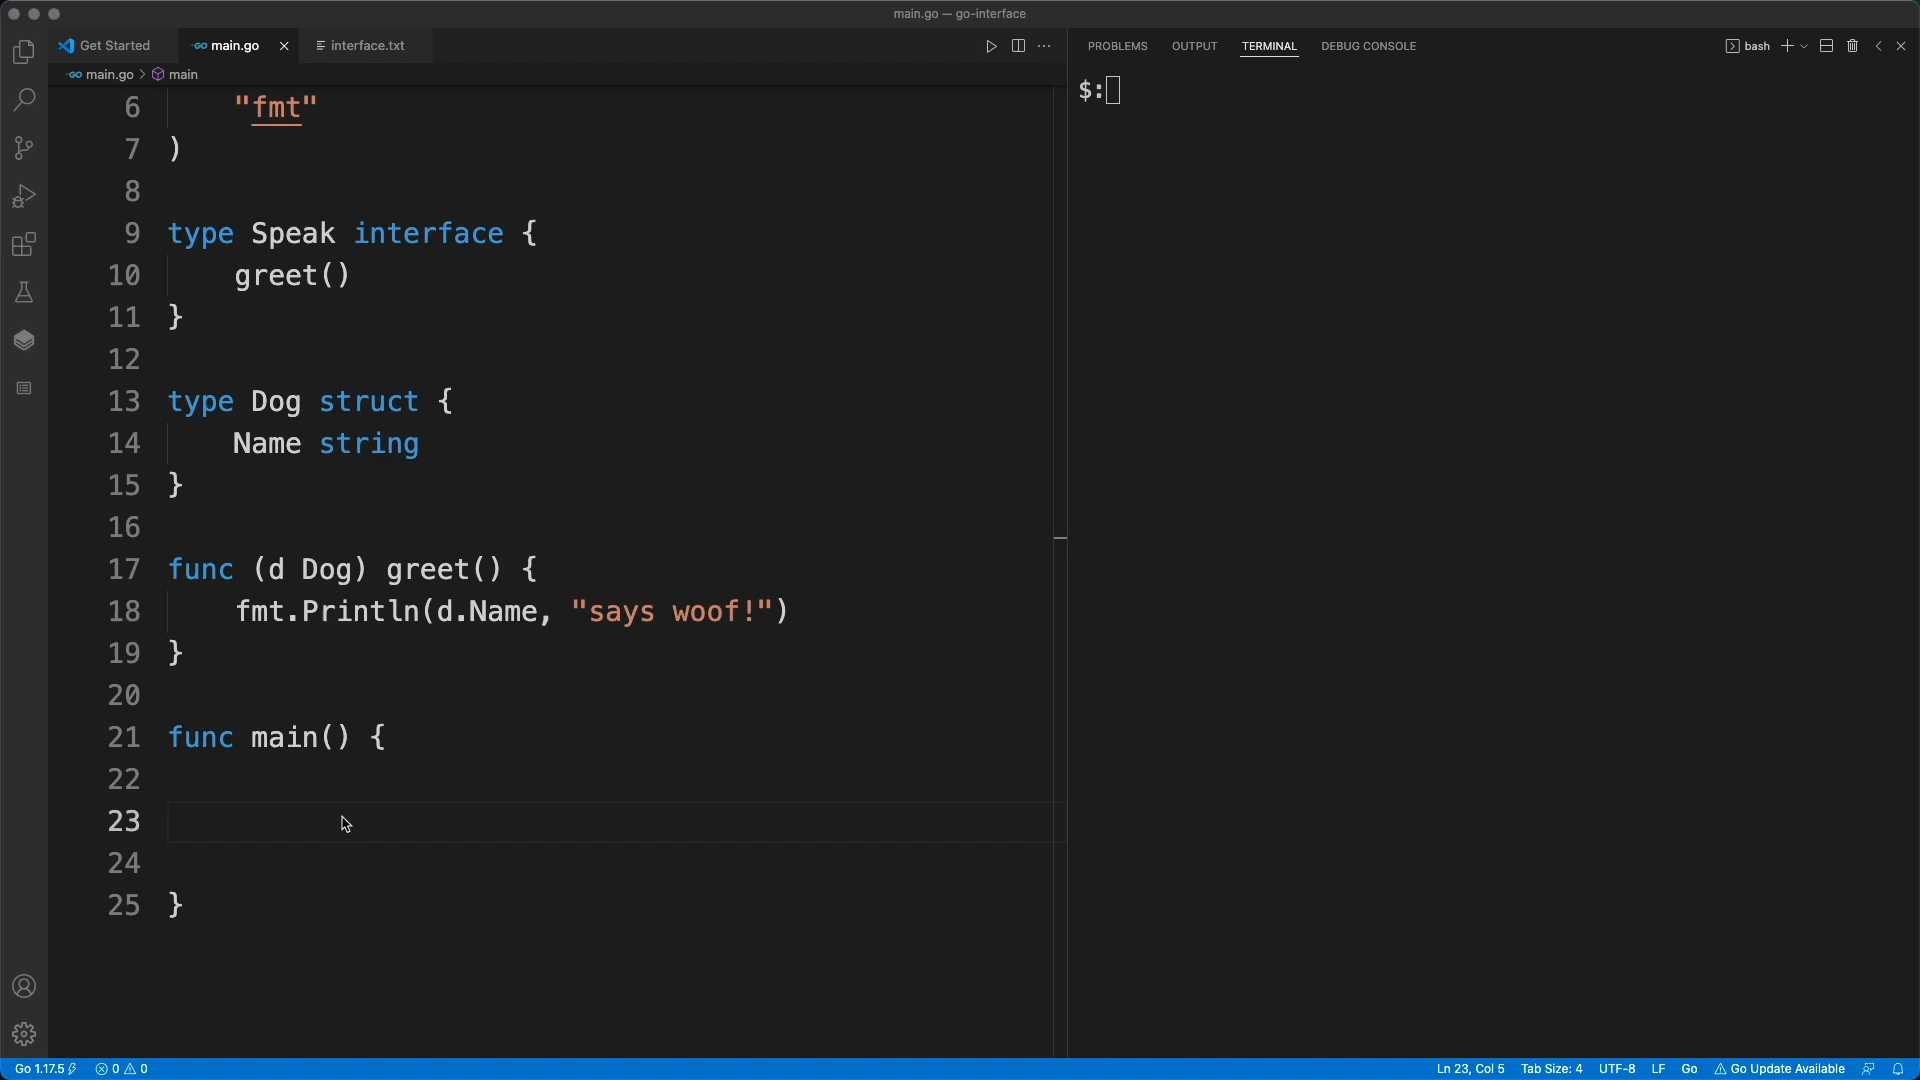 main.go — go-interface
Get Started
main.go
interface.txt
PROBLEMS OUTPUT TERMINAL DEBUG CONSOLE
bash
main.go > main
$:
6 "fmt"
7 )
8
9 type Speak interface {
10 greet()
11 }
12
13 type Dog struct {
14 Name string
15 }
16
17 func (d Dog) greet() {
18 fmt.Println(d.Name, "says woof!")
19 }
20
21 func main() {
22
23
24
25 }
Go 1.17.5 0 0 Ln 23, Col 5 Tab Size: 4 UTF-8 LF Go Go Update Available